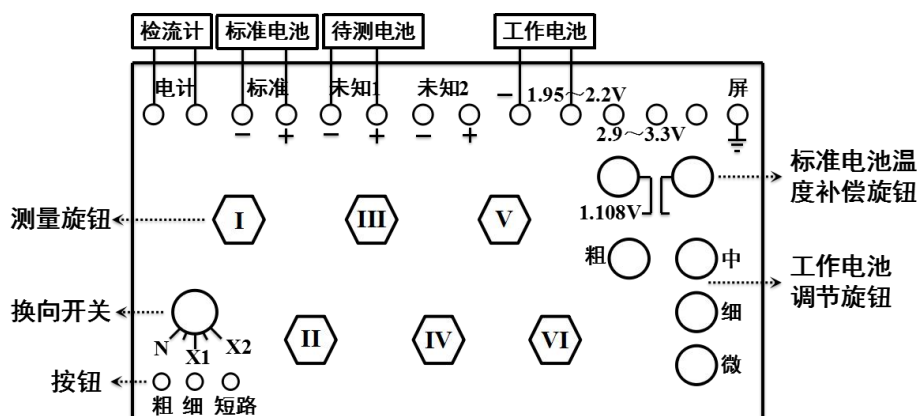 检流计 标准电池 待测电池 工作电池
电计 标准 未知1 未知2 − 1.95～2.2V 屏
− + − + − + 2.9～3.3V
标准电池温
度补偿旋钮
1.108V
测量旋钮 I III V
粗 中
工作电池
调节旋钮
换向开关 细
N X1 X2 II IV VI 微
按钮
粗 细 短路